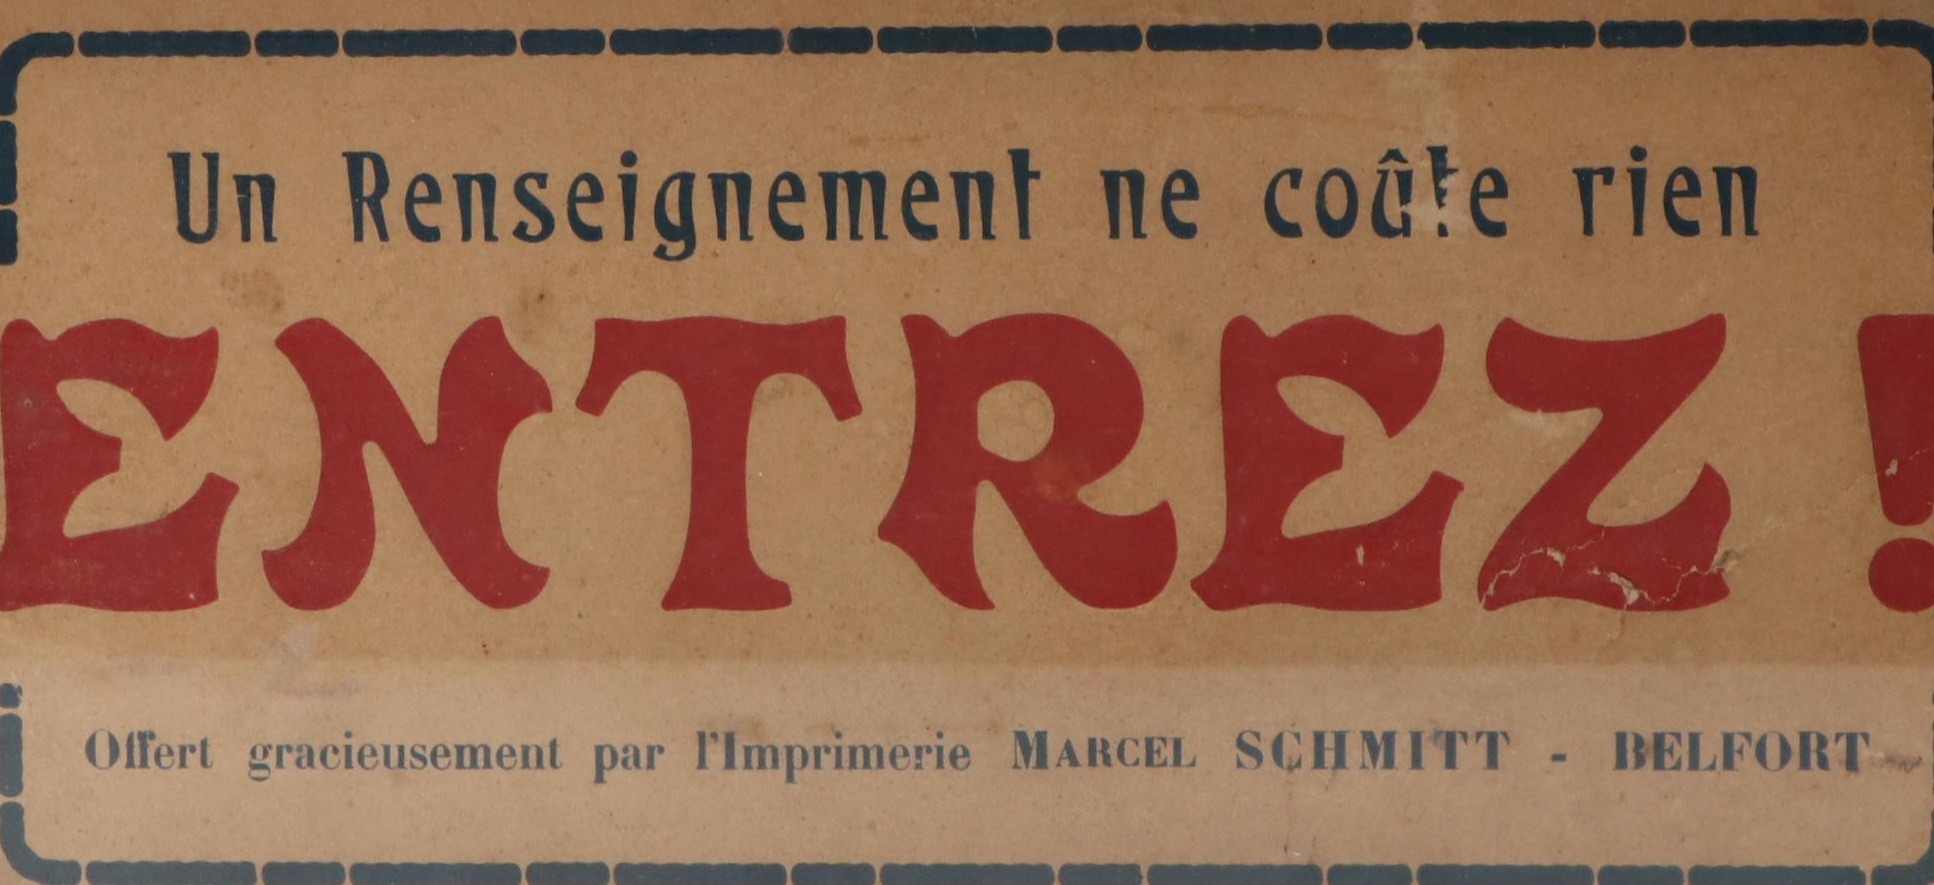 Un Renseignement ne coûte rien
ENTREZ !
Offert gracieusement par l'Imprimerie MARCEL SCHMITT - BELFORT